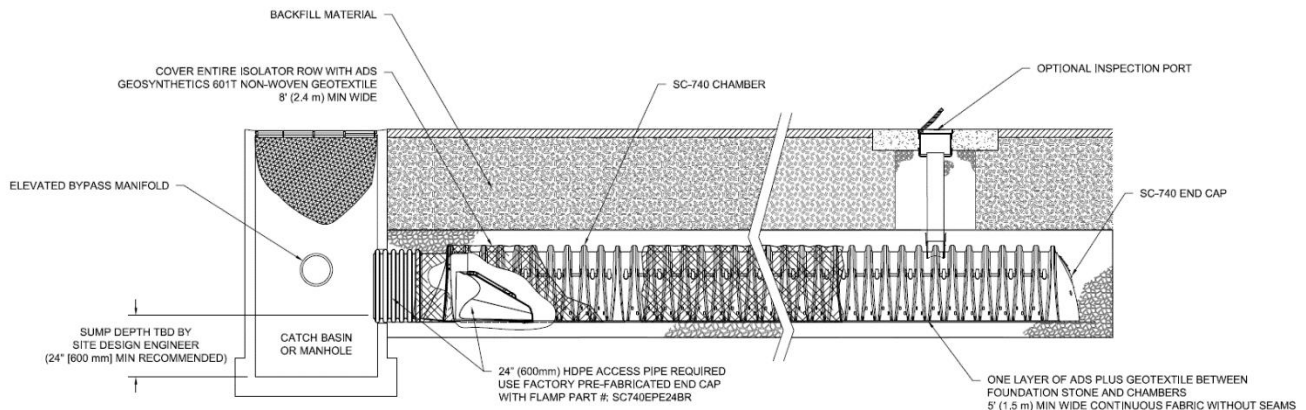 BACKFILL MATERIAL
COVER ENTIRE ISOLATOR ROW WITH ADS
GEOSYNTHETICS 601T NON-WOVEN GEOTEXTILE
8' (2.4 m) MIN WIDE
SC-740 CHAMBER
OPTIONAL INSPECTION PORT
ELEVATED BYPASS MANIFOLD
SC-740 END CAP
SUMP DEPTH TBD BY
SITE DESIGN ENGINEER
(24" [600 mm] MIN RECOMMENDED)
CATCH BASIN
OR MANHOLE
24" (600mm) HDPE ACCESS PIPE REQUIRED
USE FACTORY PRE-FABRICATED END CAP
WITH FLAMP PART #: SC740EPE24BR
ONE LAYER OF ADS PLUS GEOTEXTILE BETWEEN
FOUNDATION STONE AND CHAMBERS
5' (1.5 m) MIN WIDE CONTINUOUS FABRIC WITHOUT SEAMS